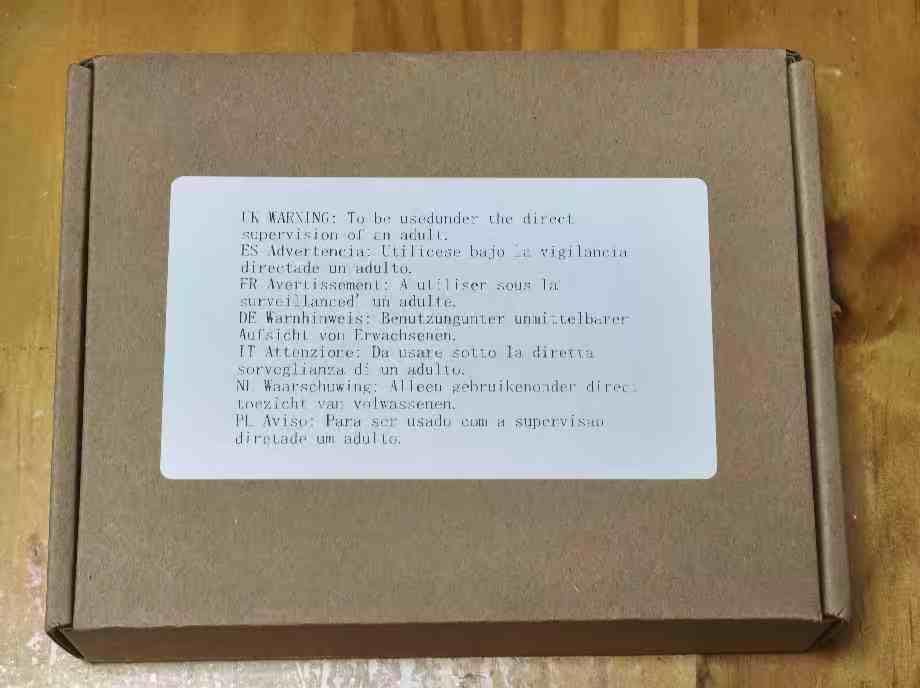 UK WARNING: To be usedunder the direct
supervision of an adult.
ES Advertencia: Utilicese bajo la vigilancia
directade un adulto.
FR Avertissement: A utiliser sous la
surveillanced' un adulte.
DE Warnhinweis: Benutzungunter unmittelbarer
Aufsicht von Erwachsenen.
IT Attenzione: Da usare sotto la diretta
sorveglianza di un adulto.
NL Waarschuwing: Alleen gebruikenonder direct
toezicht van volwassenen.
PL Aviso: Para ser usado com a supervisao
diretade um adulto.